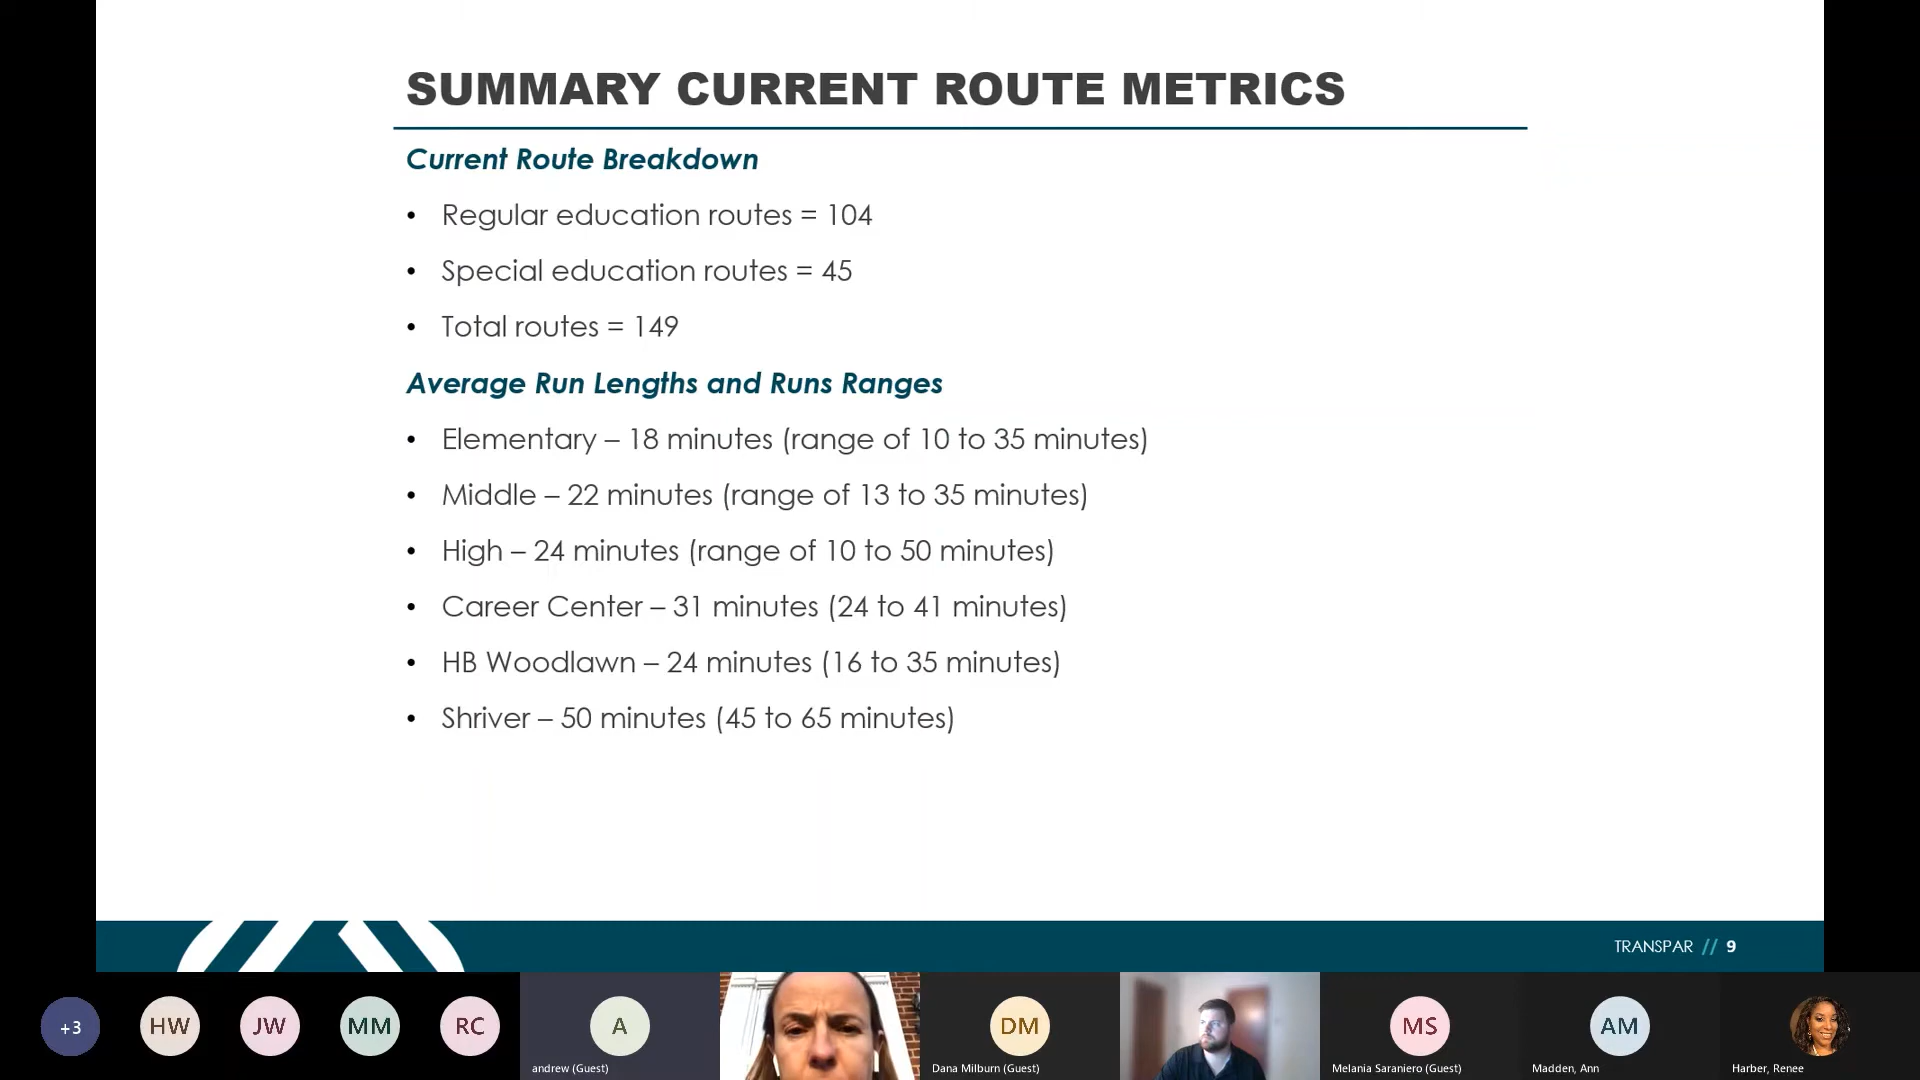 SUMMARY CURRENT ROUTE METRICS
Current Route Breakdown
• Regular education routes = 104
• Special education routes = 45
• Total routes = 149
Average Run Lengths and Runs Ranges
• Elementary – 18 minutes (range of 10 to 35 minutes)
• Middle – 22 minutes (range of 13 to 35 minutes)
• High – 24 minutes (range of 10 to 50 minutes)
• Career Center – 31 minutes (24 to 41 minutes)
• HB Woodlawn – 24 minutes (16 to 35 minutes)
• Shriver – 50 minutes (45 to 65 minutes)
TRANSPAR // 9
+3 HW JW MM RC A DM MS AM
andrew (Guest) Dana Milburn (Guest) Melania Saraniero (Guest) Madden, Ann Harber, Renee